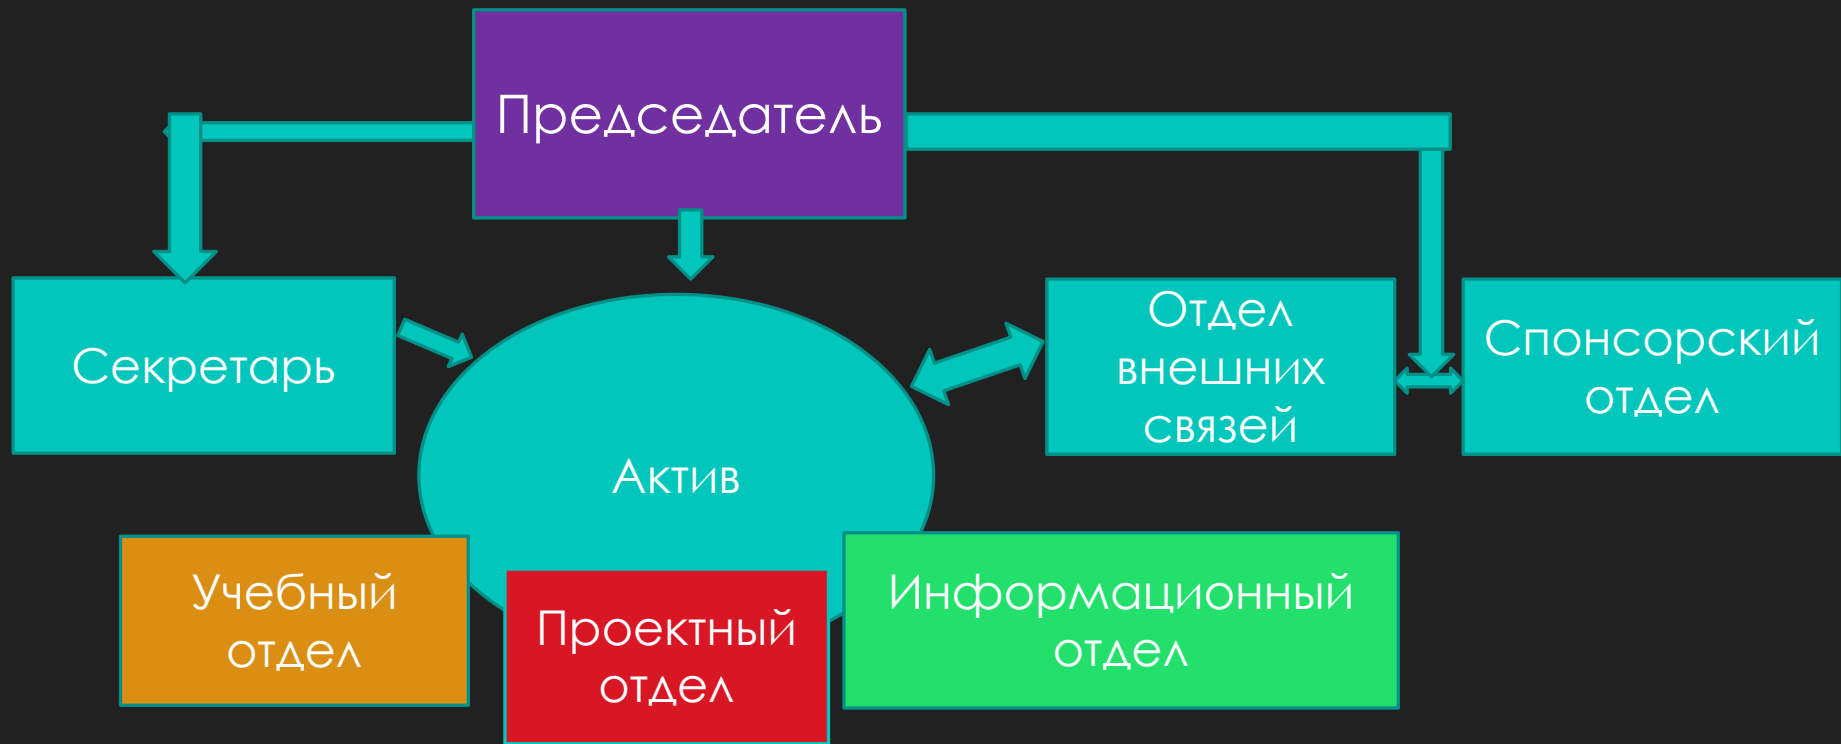 Председатель
Секретарь
Отдел
внешних
связей
Спонсорский
отдел
Актив
Учебный
отдел
Проектный
отдел
Информационный
отдел